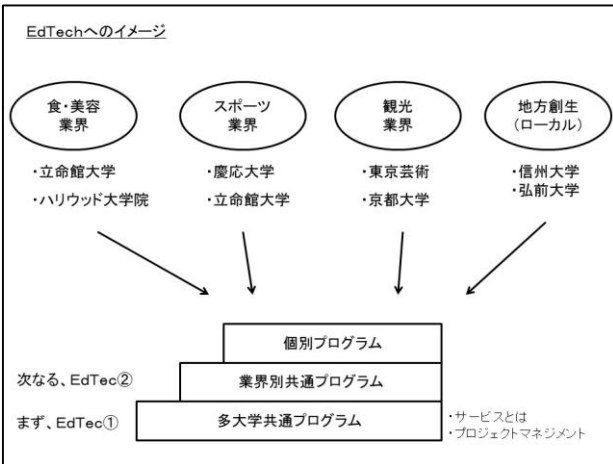 EdTechへのイメージ
食・美容
業界
スポーツ
業界
観光
業界
地方創生
(ローカル)
・立命館大学
・ハリウッド大学院
・慶応大学
・立命館大学
・東京芸術
・京都大学
・信州大学
・弘前大学
個別プログラム
次なる、EdTec②
業界別共通プログラム
まず、EdTec①
多大学共通プログラム
・サービスとは
・プロジェクトマネジメント